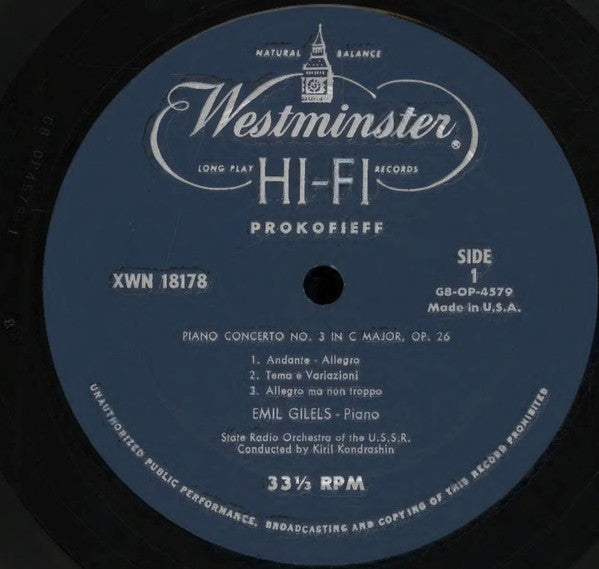 NATURAL BALANCE
Westminster ®
LONG PLAY HI-FI RECORDS
PROKOFIEFF
XWN 18178
SIDE
1
GB-OP-4579
Made in U.S.A.
PIANO CONCERTO NO. 3 IN C MAJOR, OP. 26
1. Andante - Allegro
2. Tema e Variazioni
3. Allegro ma non troppo
EMIL GILELS - Piano
State Radio Orchestra of the U.S.S.R.
Conducted by Kiril Kondrashin
33⅓ RPM
UNAUTHORIZED PUBLIC PERFORMANCE, BROADCASTING AND COPYING OF THIS RECORD PROHIBITED